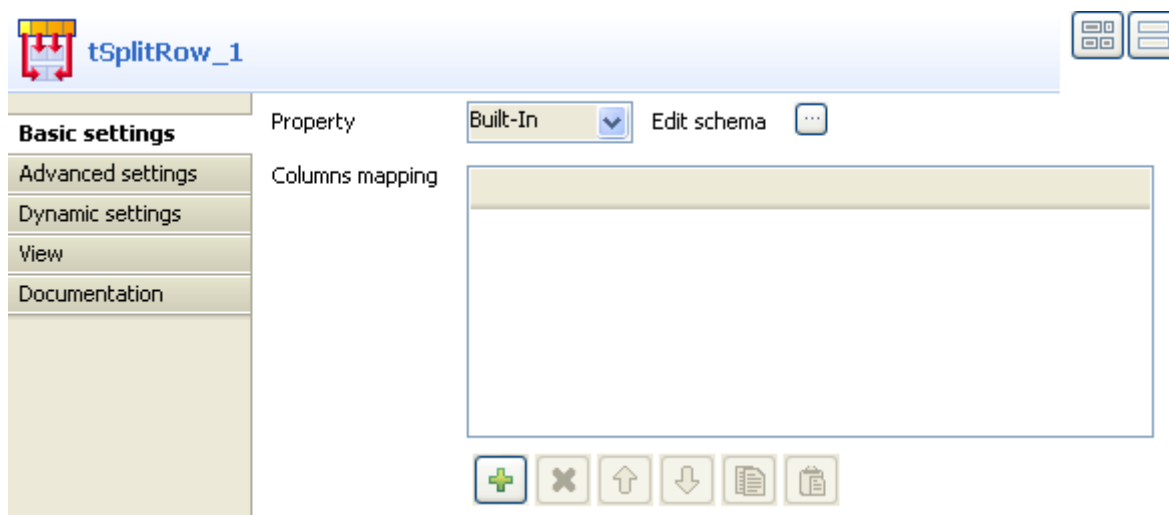 tSplitRow_1
Basic settings
Advanced settings
Dynamic settings
View
Documentation
Property Built-In Edit schema ...
Columns mapping